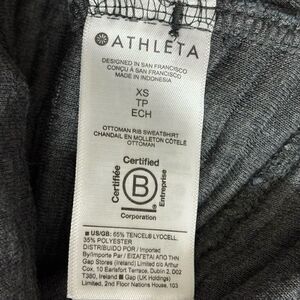 ATHLETA
DESIGNED IN SAN FRANCISCO
CONÇU À SAN FRANCISCO
MADE IN INDONESIA
XS
TP
ECH
OTTOMAN RIB SWEATSHIRT
CHANDAIL EN MOLLETON CÔTELÉ
OTTOMAN
Certified
Certifiée
B
Entreprise
Corporation
■ US/GB: 65% TENCEL® LYOCELL,
35% POLYESTER
DISTRIBUIDO POR / Imported
By/Importe Par / ΕΙΣΑΓΕΤΑΙ ΑΠΟ ΤΗΝ
Gap Stores (Ireland) Limited c/o Arthur
Cox, 10 Earlsfort Terrace, Dublin 2, D02
T380, Ireland | Gap (UK Holdings)
Limited, 2nd Floor Nations House, 103